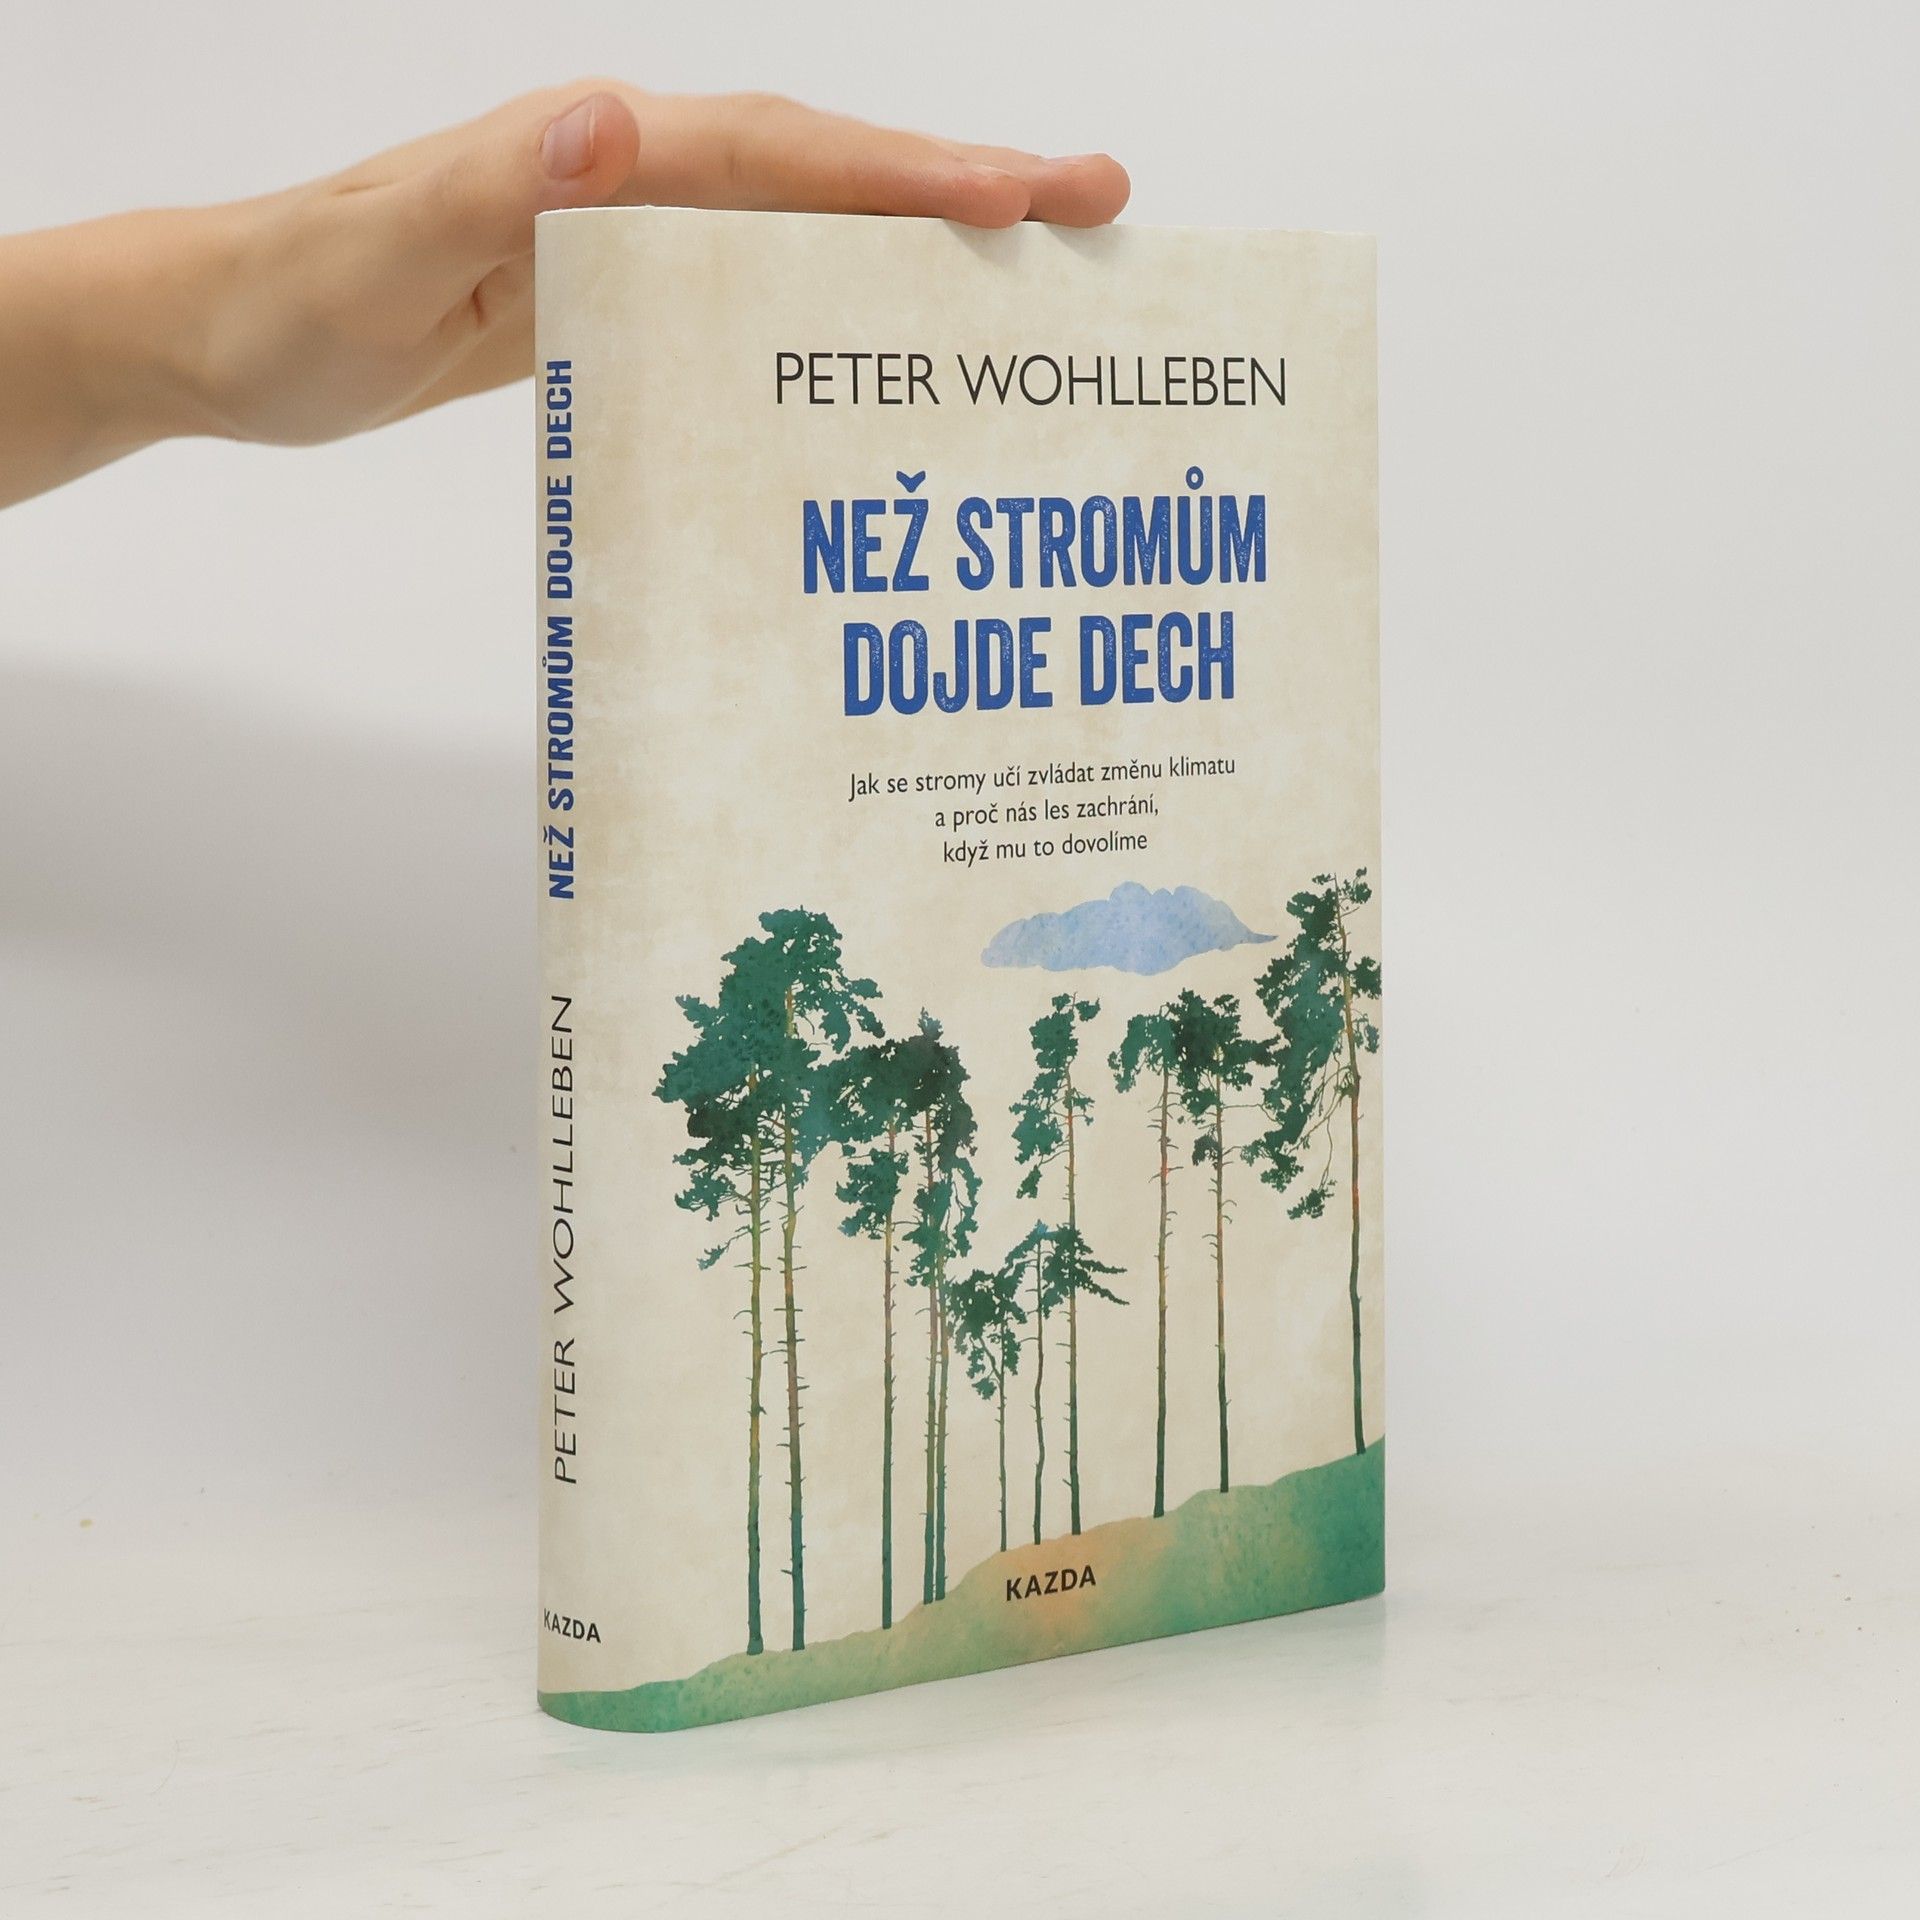 PETER WOHLLEBEN
NEŽ STROMŮM
DOJDE DECH
Jak se stromy učí zvládat změnu klimatu
a proč nás les zachrání,
když mu to dovolíme
KAZDA
NEŽ STROMŮM DOJDE DECH
PETER WOHLLEBEN
KAZDA